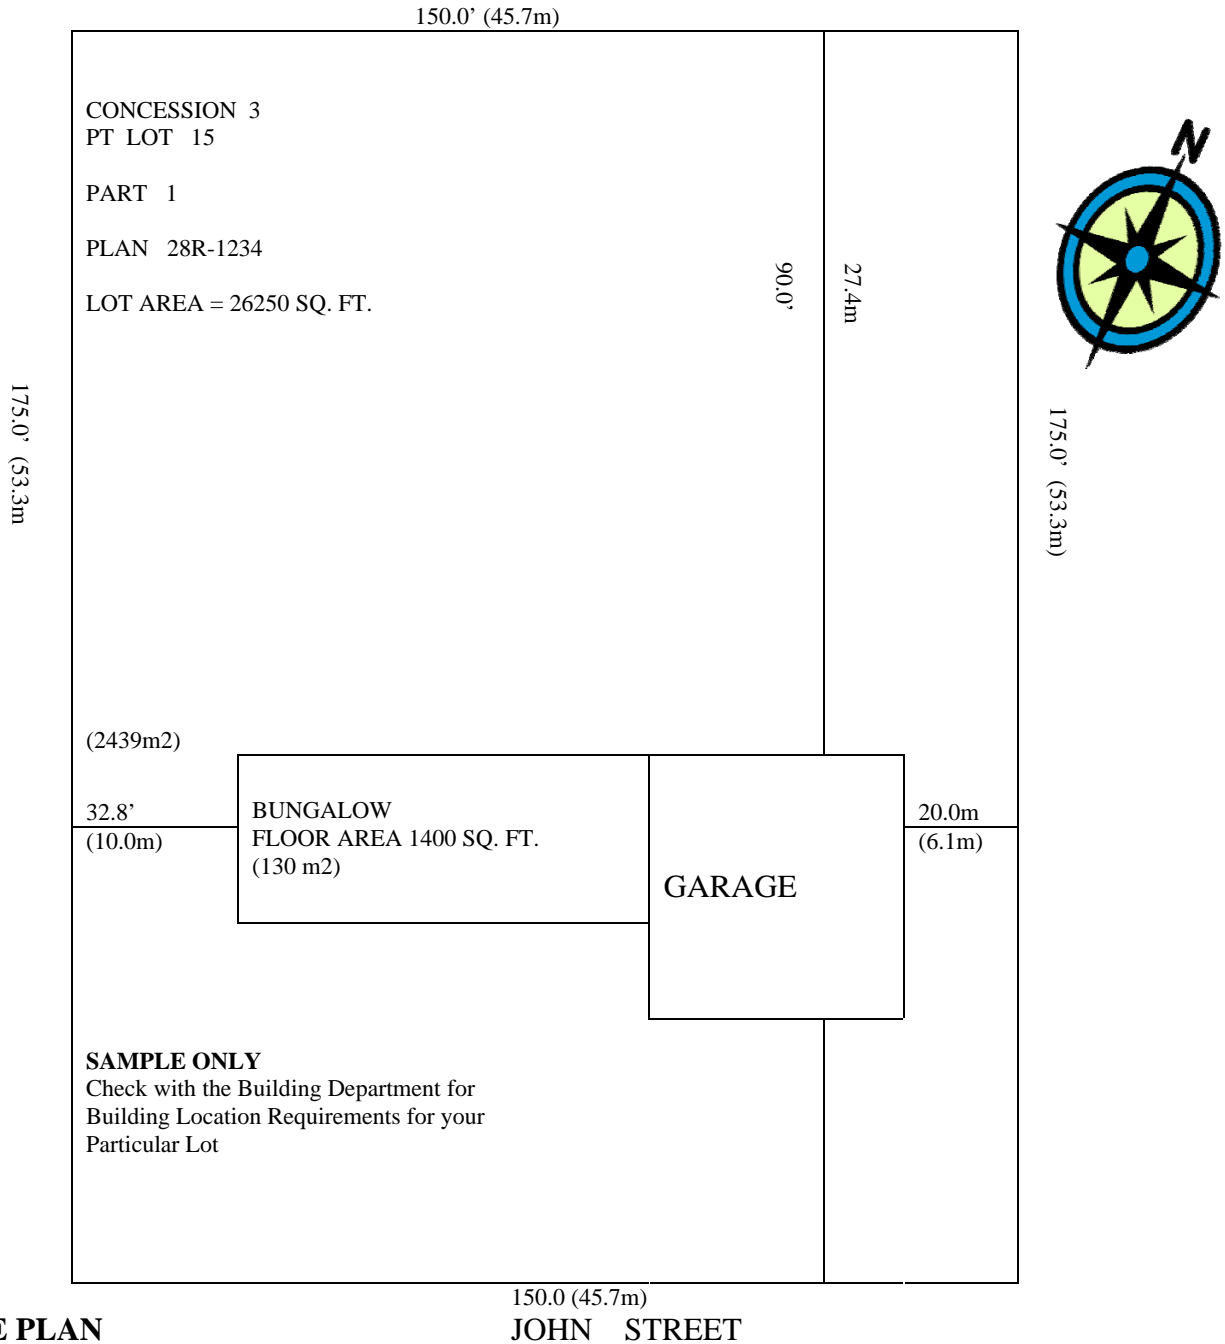 150.0’ (45.7m)
CONCESSION 3
PT LOT 15
PART 1
PLAN 28R-1234
LOT AREA = 26250 SQ. FT.
N
90.0’
27.4m
175.0’ (53.3m
175.0’ (53.3m)
(2439m2)
32.8’
(10.0m)
BUNGALOW
FLOOR AREA 1400 SQ. FT.
(130 m2)
GARAGE
20.0m
(6.1m)
SAMPLE ONLY
Check with the Building Department for
Building Location Requirements for your
Particular Lot
150.0 (45.7m)
E PLAN
JOHN STREET